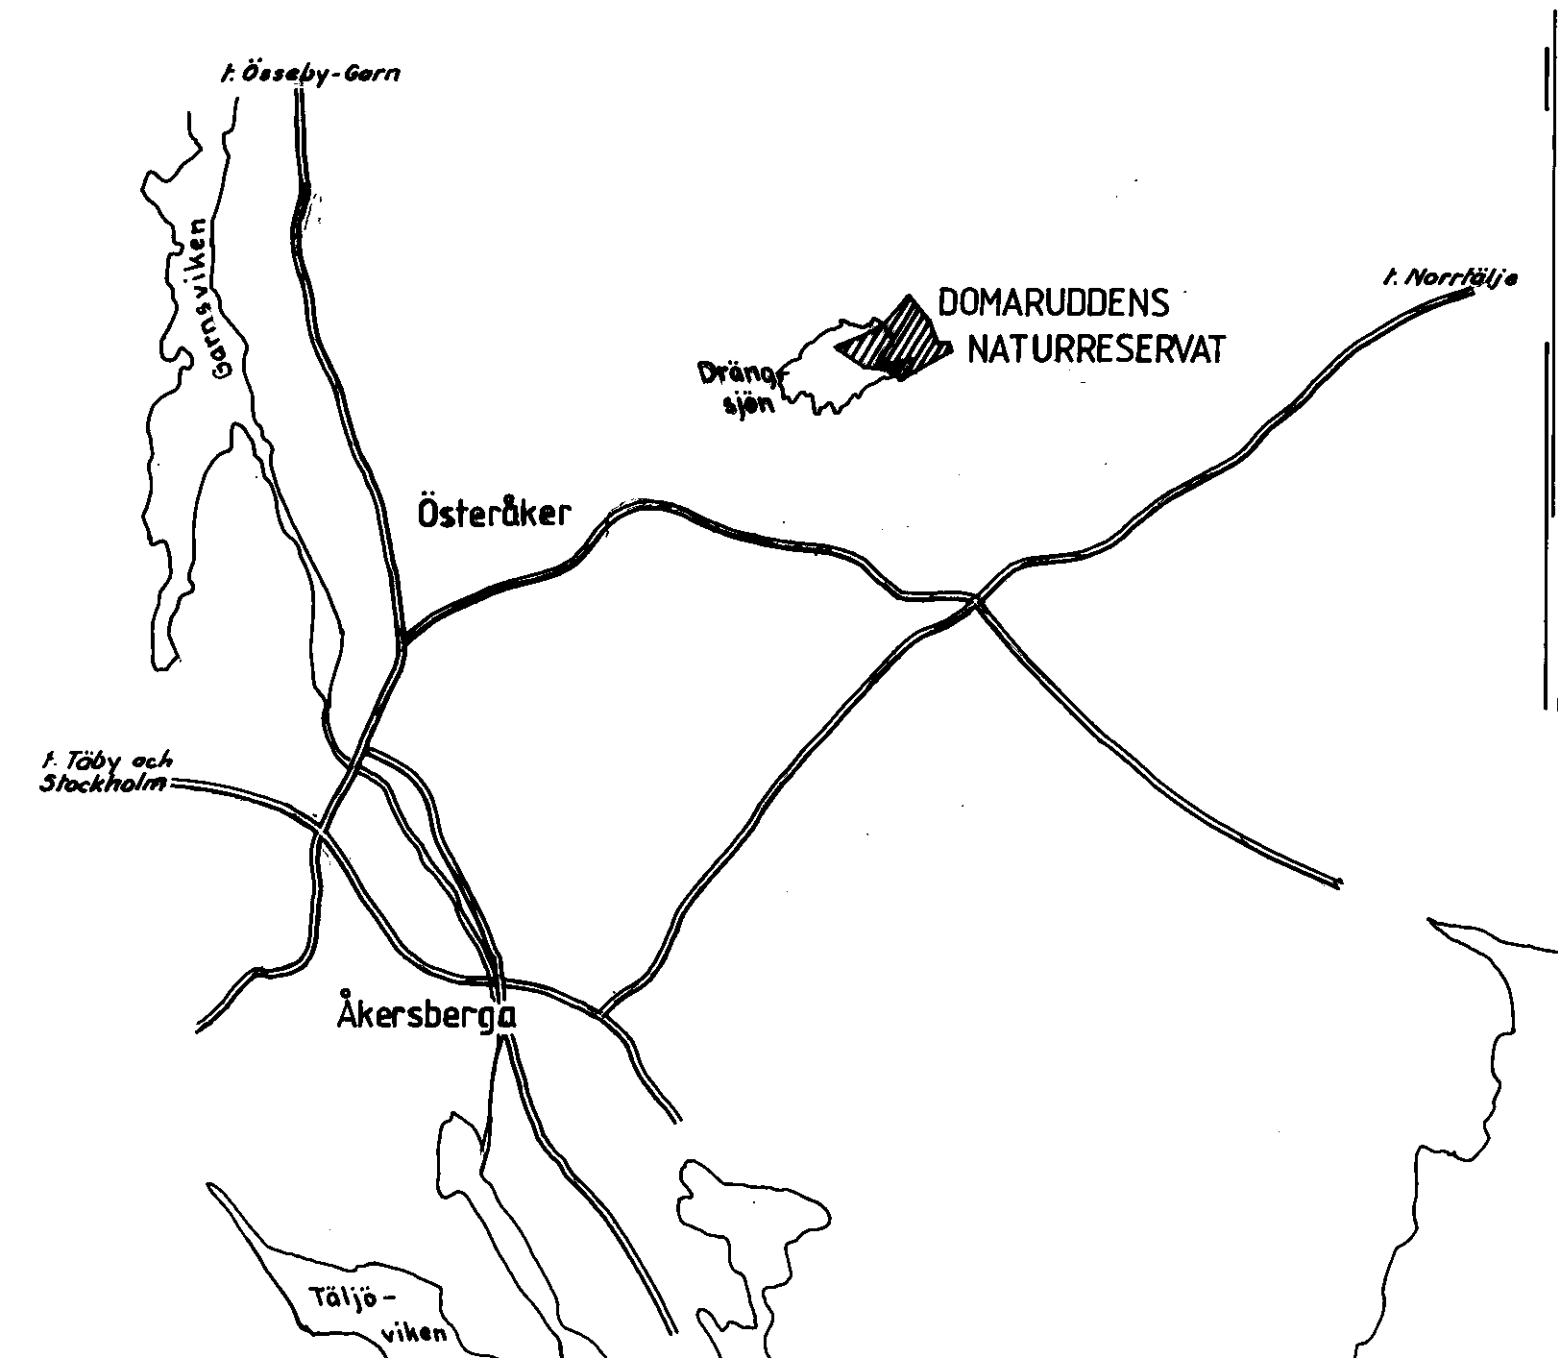 t. Össeby-Garn
Garnsviken
t. Norrtälje
DOMARUDDENS
NATURRESERVAT
Dräng-
sjön
Österåker
t. Täby och
Stockholm
Åkersberga
Täljö-
viken